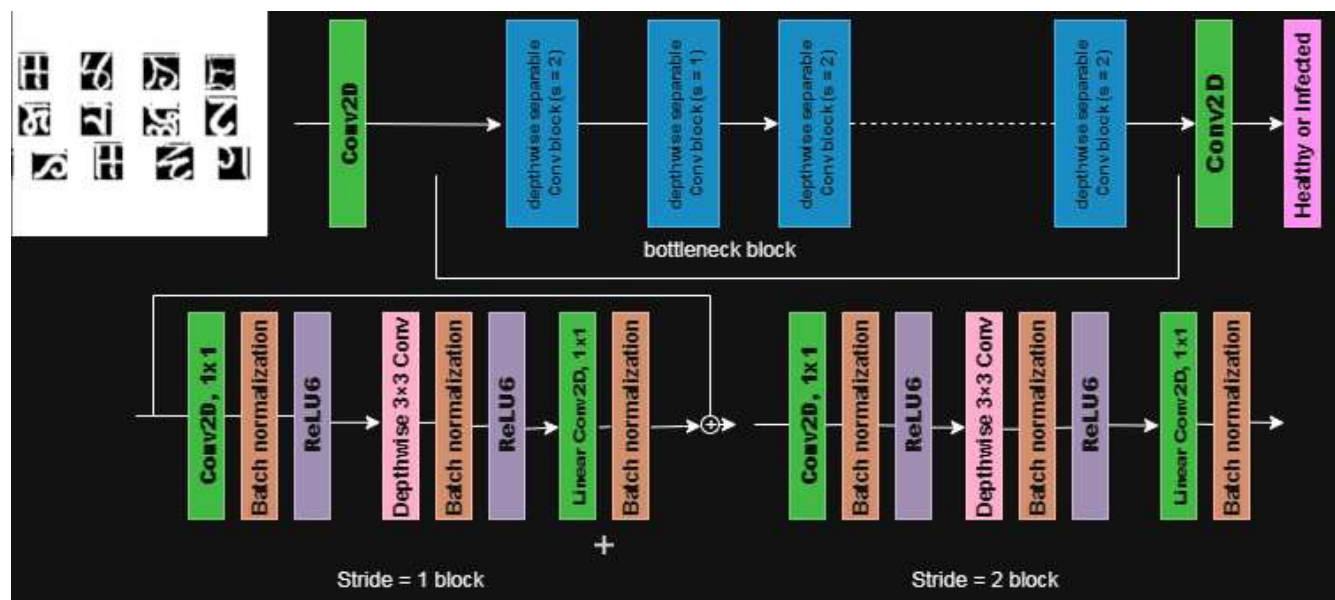 Conv2D
depthwise separable
Conv block (s = 2)
depthwise separable
Conv block (s = 1)
depthwise separable
Conv block (s = 2)
depthwise separable
Conv block (s = 2)
Conv2D
Healthy or Infected
bottleneck block
Conv2D, 1x1
Batch normalization
ReLU6
Depthwise 3×3 Conv
Batch normalization
ReLU6
Linear Conv2D, 1x1
Batch normalization
+
Conv2D, 1x1
Batch normalization
ReLU6
Depthwise 3×3 Conv
Batch normalization
ReLU6
Linear Conv2D, 1x1
Batch normalization
+
Stride = 1 block
Stride = 2 block